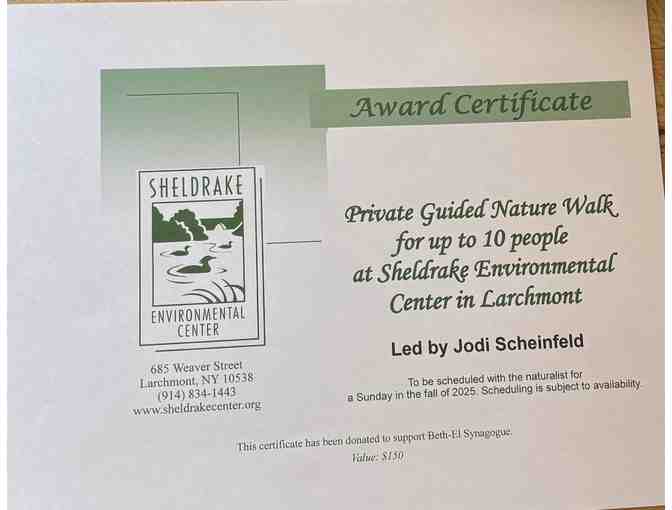 Award Certificate
SHELDRAKE
ENVIRONMENTAL
CENTER
685 Weaver Street
Larchmont, NY 10538
(914) 834-1443
www.sheldrakecenter.org
Private Guided Nature Walk
for up to 10 people
at Sheldrake Environmental
Center in Larchmont
Led by Jodi Scheinfeld
To be scheduled with the naturalist for
a Sunday in the fall of 2025. Scheduling is subject to availability.
This certificate has been donated to support Beth-El Synagogue.
Value: $150